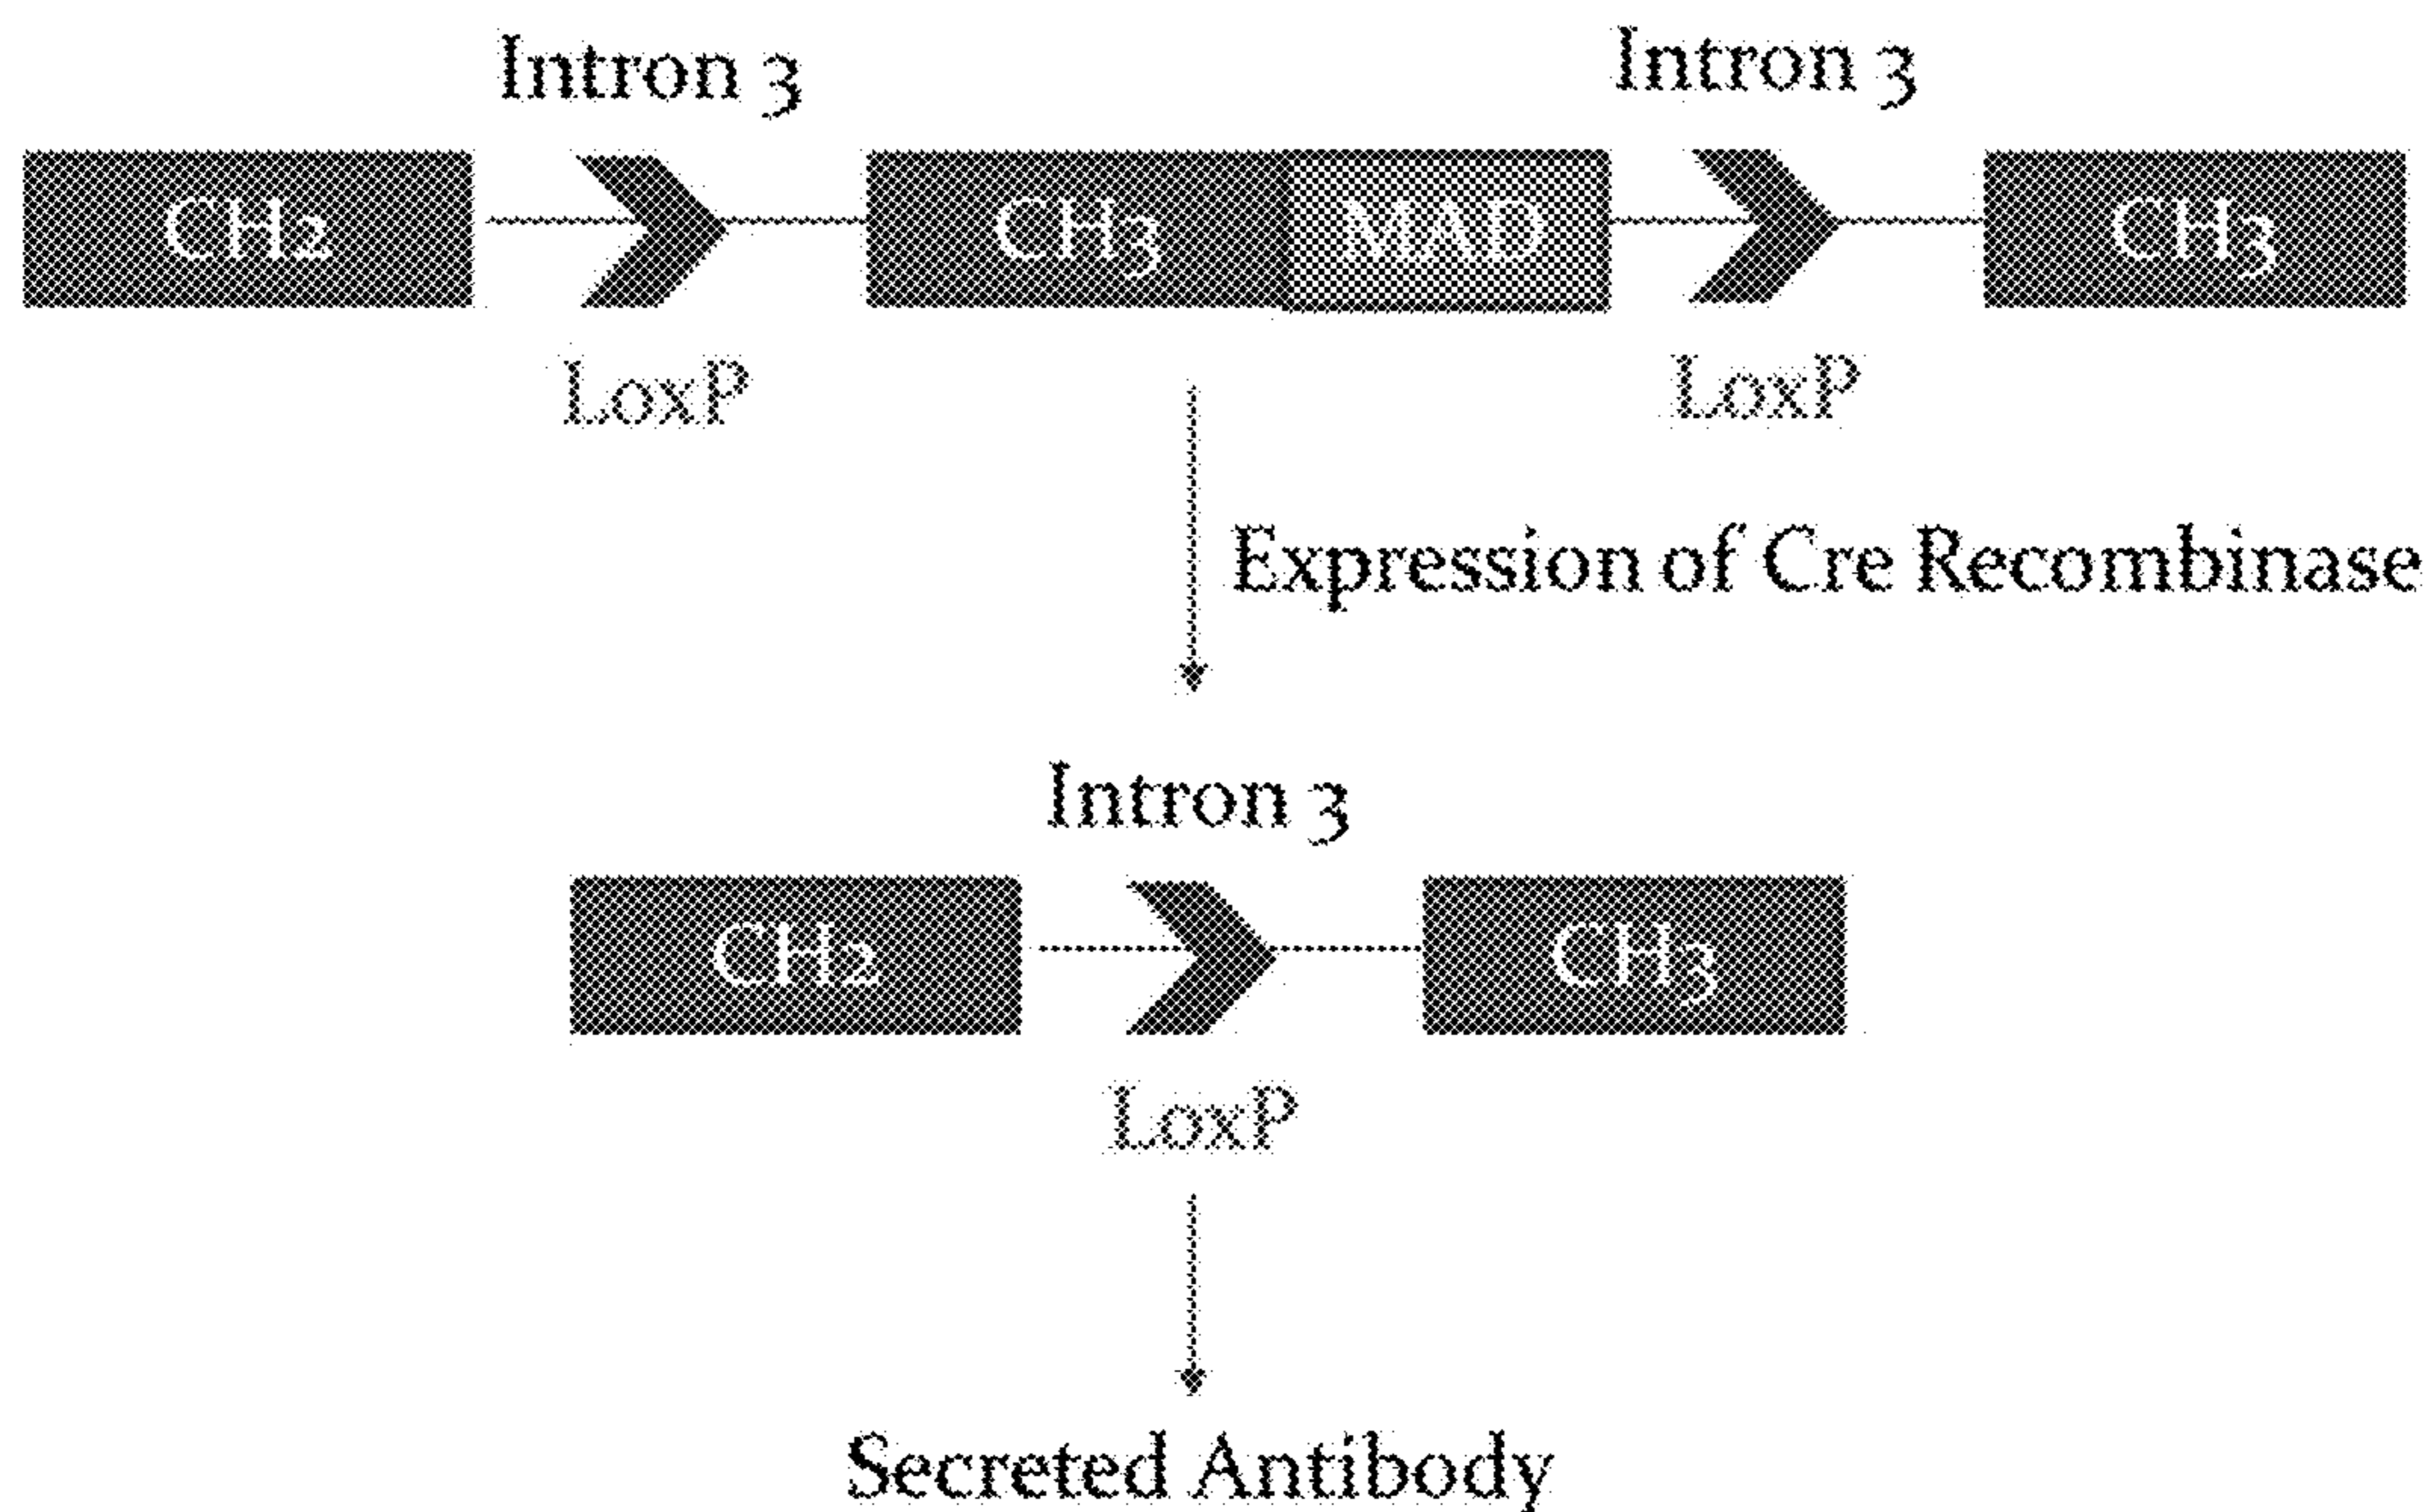 Intron 3 Intron 3
CH2 CH3 MAD CH3
LoxP LoxP
Expression of Cre Recombinase
Intron 3
CH2 CH3
LoxP
Secreted Antibody